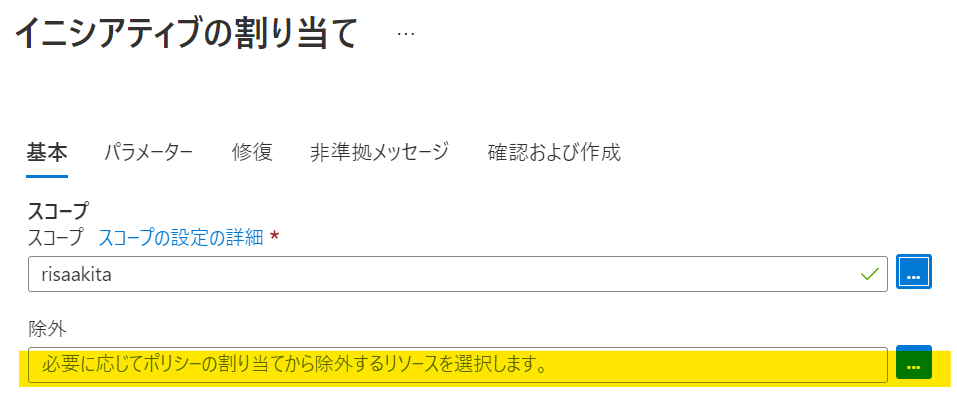 イニシアティブの割り当て ...
基本 パラメーター 修復 非準拠メッセージ 確認および作成
スコープ
スコープ スコープの設定の詳細 *
risaakita ...
除外
必要に応じてポリシーの割り当てから除外するリソースを選択します。 ...